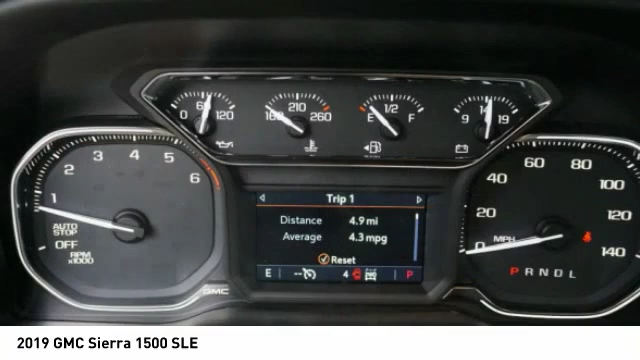 0 60 120
160 210 260
E 1/2 F
9 14 19
1 2 3 4 5 6
AUTO STOP
OFF
RPM
x1000
GMC
Trip 1
Distance 4.9 mi
Average 4.3 mpg
Reset
E -- 4 P
0 20 40 60 80 100 120 140
MPH
P R N D L
2019 GMC Sierra 1500 SLE